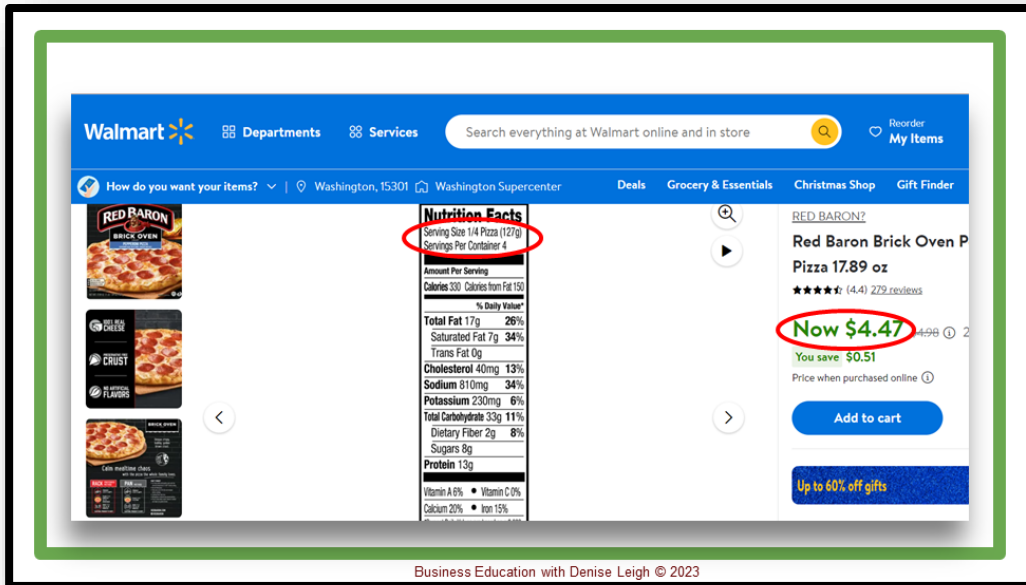 Walmart
Departments
Services
Search everything at Walmart online and in store
Reorder
My Items
How do you want your items?
Washington, 15301
Washington Supercenter
Deals
Grocery & Essentials
Christmas Shop
Gift Finder
RED BARON
BRICK OVEN
100% REAL
CHEESE
CRUST
NO ARTIFICIAL
FLAVORS
BRICK OVEN
Calm mealtime chaos
Nutrition Facts
Serving Size 1/4 Pizza (127g)
Servings Per Container 4
Amount Per Serving
Calories 330 Calories from Fat 150
% Daily Value*
Total Fat 17g 26%
Saturated Fat 7g 34%
Trans Fat 0g
Cholesterol 40mg 13%
Sodium 810mg 34%
Potassium 230mg 6%
Total Carbohydrate 33g 11%
Dietary Fiber 2g 8%
Sugars 8g
Protein 13g
Vitamin A 6% • Vitamin C 0%
Calcium 20% • Iron 15%
RED BARON?
Red Baron Brick Oven P
Pizza 17.89 oz
(4.4) 279 reviews
Now $4.47 $4.98 2
You save $0.51
Price when purchased online
Add to cart
Up to 60% off gifts
Business Education with Denise Leigh © 2023